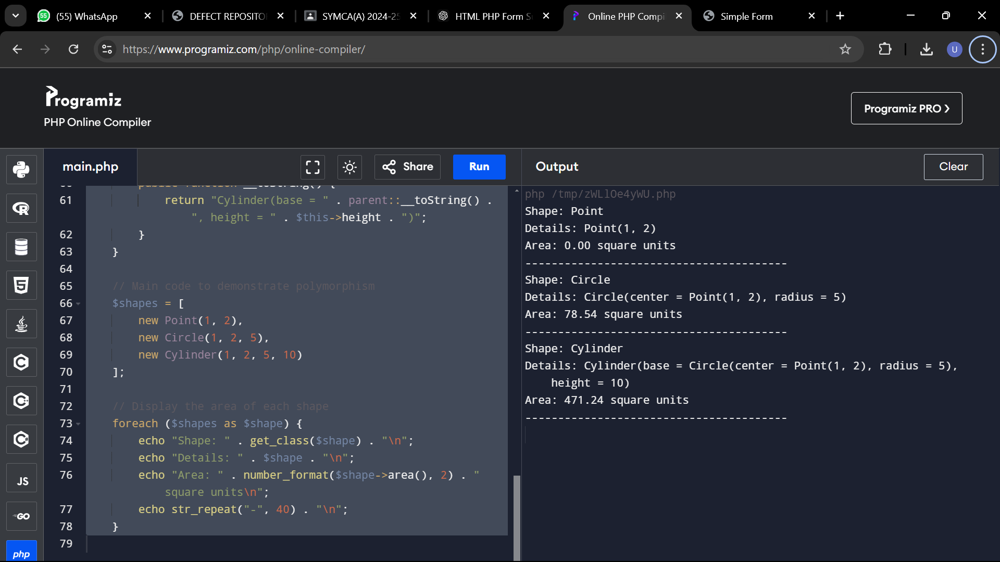 (55) WhatsApp
DEFECT REPOSITO
SYMCA(A) 2024-25
HTML PHP Form S
Online PHP Compi
Simple Form
https://www.programiz.com/php/online-compiler/
U
Programiz
PHP Online Compiler
Programiz PRO ❯
main.php
Share
Run
Output
Clear
61 return "Cylinder(base = " . parent::__toString() .
", height = " . $this->height . ")";
62 }
63 }
64
65 // Main code to demonstrate polymorphism
66 $shapes = [
67 new Point(1, 2),
68 new Circle(1, 2, 5),
69 new Cylinder(1, 2, 5, 10)
70 ];
71
72 // Display the area of each shape
73 foreach ($shapes as $shape) {
74 echo "Shape: " . get_class($shape) . "\n";
75 echo "Details: " . $shape . "\n";
76 echo "Area: " . number_format($shape->area(), 2) . "
square units\n";
77 echo str_repeat("-", 40) . "\n";
78 }
79
php /tmp/zWLlOe4yWU.php
Shape: Point
Details: Point(1, 2)
Area: 0.00 square units
----------------------------------------
Shape: Circle
Details: Circle(center = Point(1, 2), radius = 5)
Area: 78.54 square units
----------------------------------------
Shape: Cylinder
Details: Cylinder(base = Circle(center = Point(1, 2), radius = 5),
height = 10)
Area: 471.24 square units
----------------------------------------
JS
GO
php